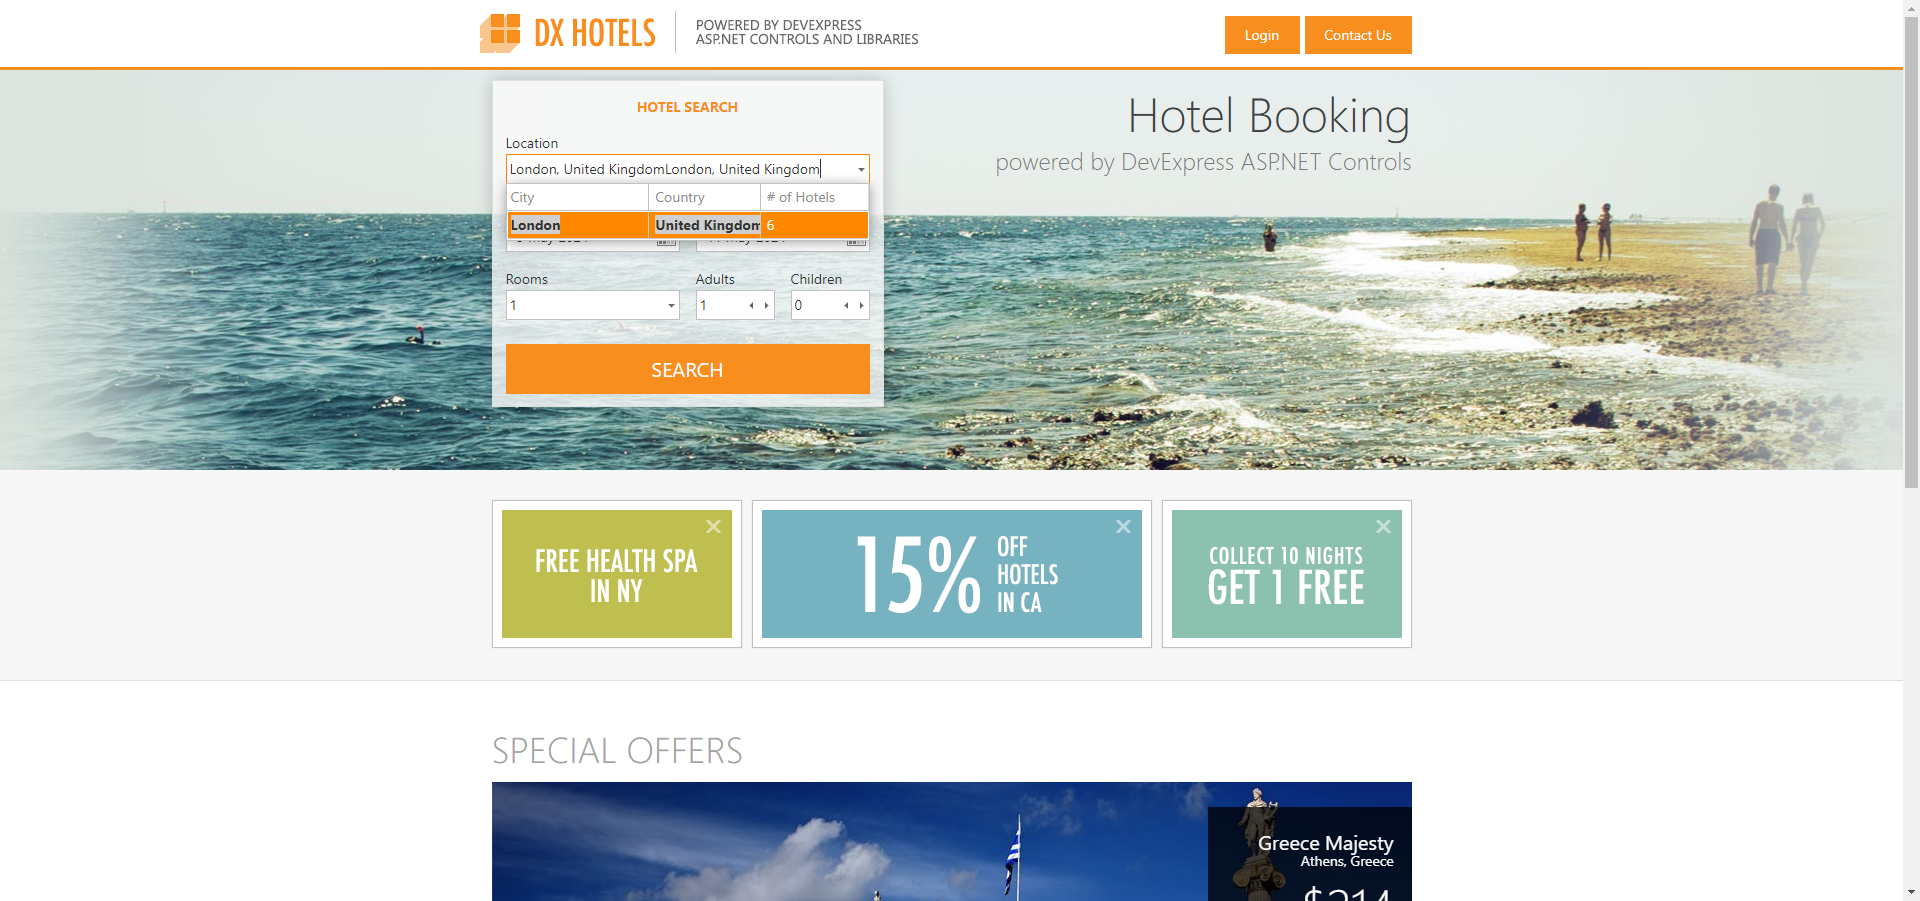 DX HOTELS
POWERED BY DEVEXPRESS
ASP.NET CONTROLS AND LIBRARIES
Login
Contact Us
HOTEL SEARCH
Location
London, United KingdomLondon, United Kingdom
City Country # of Hotels
London United Kingdom 6
Rooms Adults Children
1 1 0
SEARCH
Hotel Booking
powered by DevExpress ASP.NET Controls
FREE HEALTH SPA
IN NY
15% OFF
HOTELS
IN CA
COLLECT 10 NIGHTS
GET 1 FREE
SPECIAL OFFERS
Greece Majesty
Athens, Greece
$214